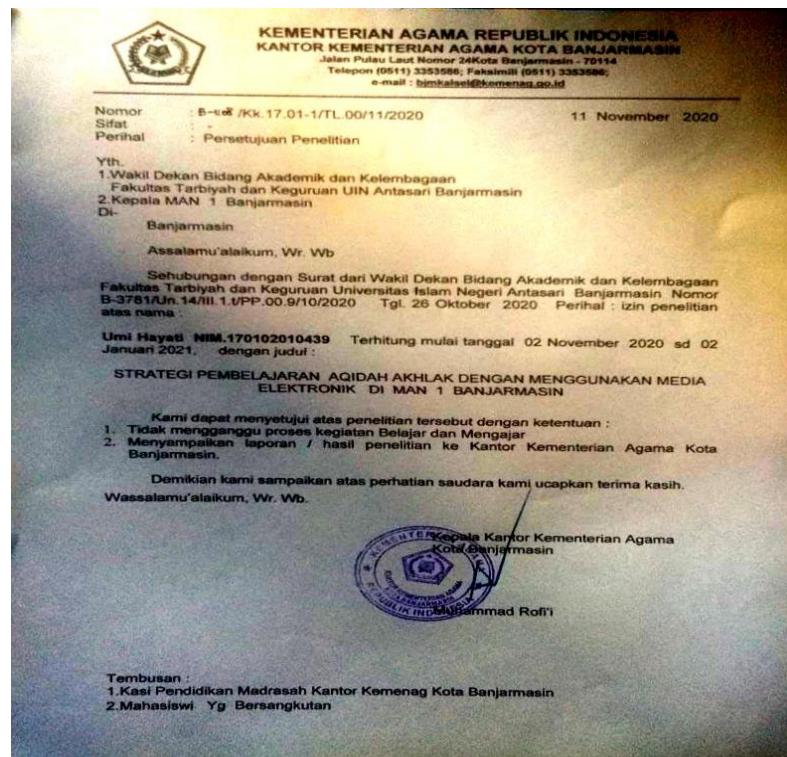 KEMENTERIAN AGAMA REPUBLIK INDONESIA
KANTOR KEMENTERIAN AGAMA KOTA BANJARMASIN
Jalan Pulau Laut Nomor 24Kota Banjarmasin - 70114
Telepon (0511) 3353586; Faksimili (0511) 3353586;
e-mail : bjmkalsel@kemenag.go.id
Nomor : B- /Kk.17.01-1/TL.00/11/2020 11 November 2020
Sifat : -
Perihal : Persetujuan Penelitian
Yth.
1.Wakil Dekan Bidang Akademik dan Kelembagaan
Fakultas Tarbiyah dan Keguruan UIN Antasari Banjarmasin
2.Kepala MAN 1 Banjarmasin
Di-
Banjarmasin
Assalamu'alaikum, Wr. Wb
Sehubungan dengan Surat dari Wakil Dekan Bidang Akademik dan Kelembagaan
Fakultas Tarbiyah dan Keguruan Universitas Islam Negeri Antasari Banjarmasin Nomor
B-3781/Un.14/III.1.t/PP.00.9/10/2020 Tgl. 26 Oktober 2020 Perihal : izin penelitian
atas nama :
Umi Hayati NIM.170102010439 Terhitung mulai tanggal 02 November 2020 sd 02
Januari 2021, dengan judul :
STRATEGI PEMBELAJARAN AQIDAH AKHLAK DENGAN MENGGUNAKAN MEDIA
ELEKTRONIK DI MAN 1 BANJARMASIN
Kami dapat menyetujui atas penelitian tersebut dengan ketentuan :
1. Tidak mengganggu proses kegiatan Belajar dan Mengajar
2. Menyampaikan laporan / hasil penelitian ke Kantor Kementerian Agama Kota
Banjarmasin.
Demikian kami sampaikan atas perhatian saudara kami ucapkan terima kasih.
Wassalamu'alaikum, Wr. Wb.
Kepala Kantor Kementerian Agama
Kota Banjarmasin
KEMENTERIAN AGAMA
KANTOR KEMENTERIAN AGAMA
KOTA BANJARMASIN
REPUBLIK INDONESIA
Muhammad Rofi'i
Tembusan :
1.Kasi Pendidikan Madrasah Kantor Kemenag Kota Banjarmasin
2.Mahasiswi Yg Bersangkutan